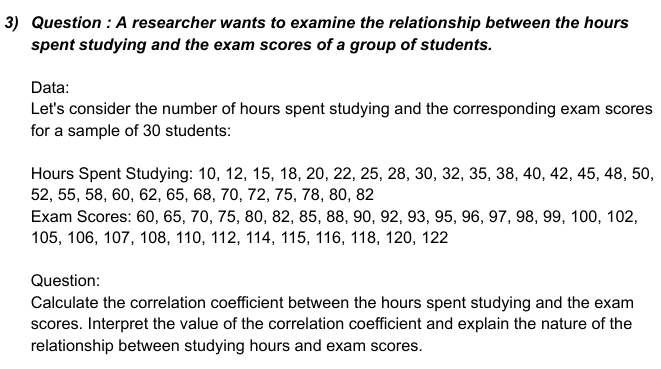 3) Question : A researcher wants to examine the relationship between the hours
spent studying and the exam scores of a group of students.
Data:
Let's consider the number of hours spent studying and the corresponding exam scores
for a sample of 30 students:
Hours Spent Studying: 10, 12, 15, 18, 20, 22, 25, 28, 30, 32, 35, 38, 40, 42, 45, 48, 50,
52, 55, 58, 60, 62, 65, 68, 70, 72, 75, 78, 80, 82
Exam Scores: 60, 65, 70, 75, 80, 82, 85, 88, 90, 92, 93, 95, 96, 97, 98, 99, 100, 102,
105, 106, 107, 108, 110, 112, 114, 115, 116, 118, 120, 122
Question:
Calculate the correlation coefficient between the hours spent studying and the exam
scores. Interpret the value of the correlation coefficient and explain the nature of the
relationship between studying hours and exam scores.